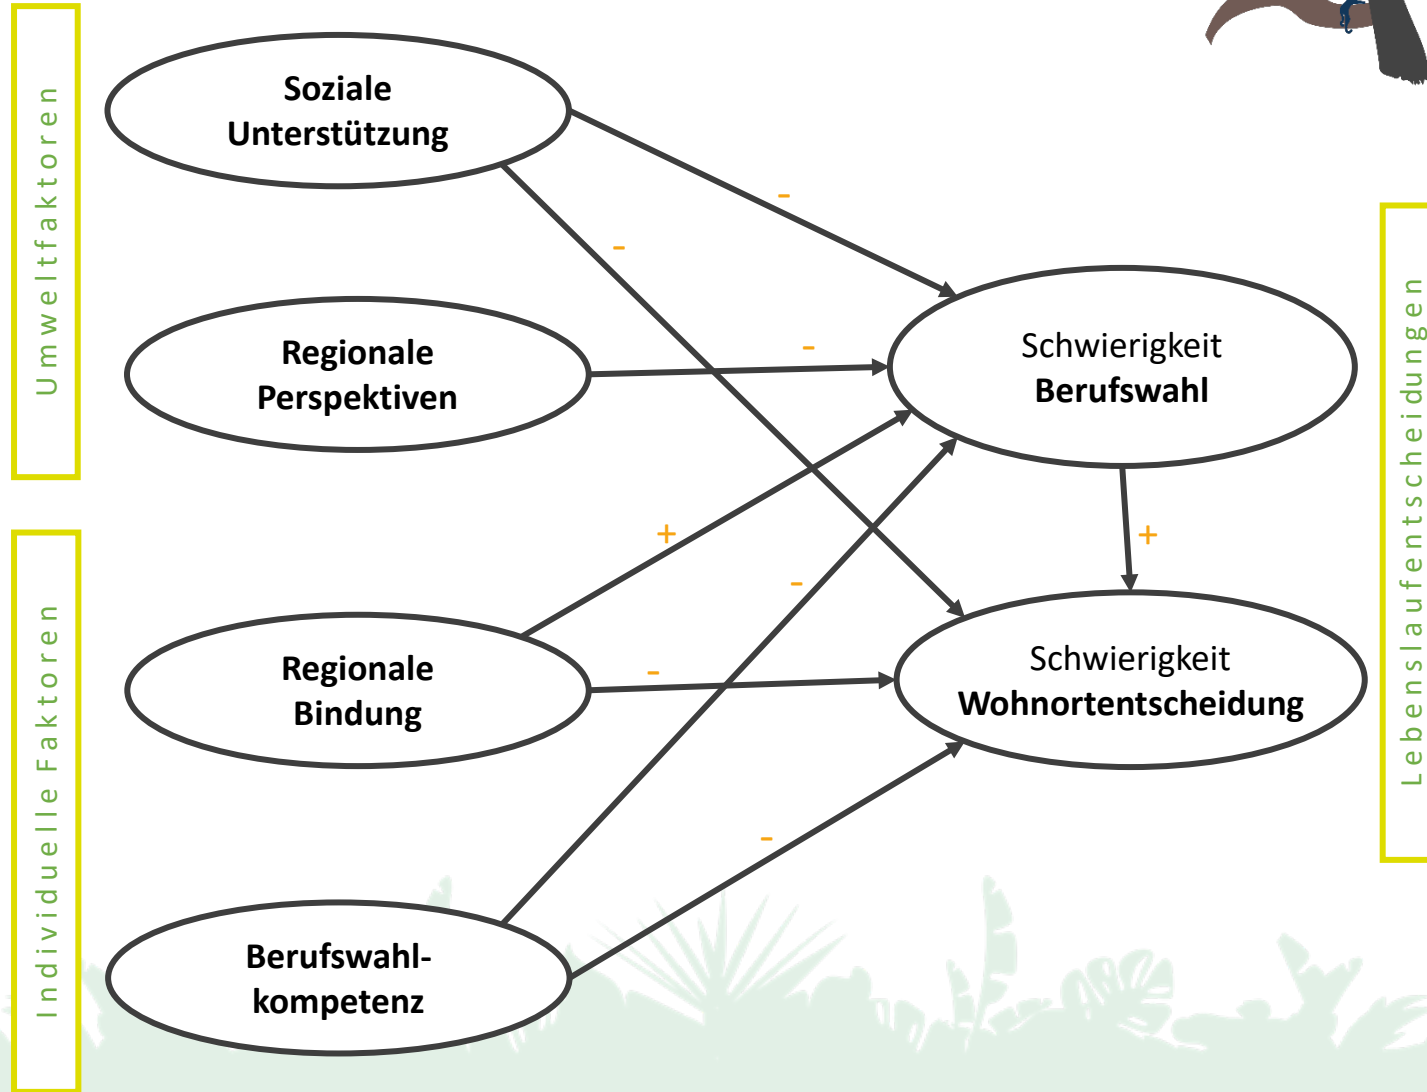 Umweltfaktoren
Soziale
Unterstützung
-
-
Regionale
Perspektiven
-
Schwierigkeit
Berufswahl
Lebenslaufentscheidungen
+
-
+
Individuelle Faktoren
Regionale
Bindung
-
Schwierigkeit
Wohnortentscheidung
-
Berufswahl-
kompetenz